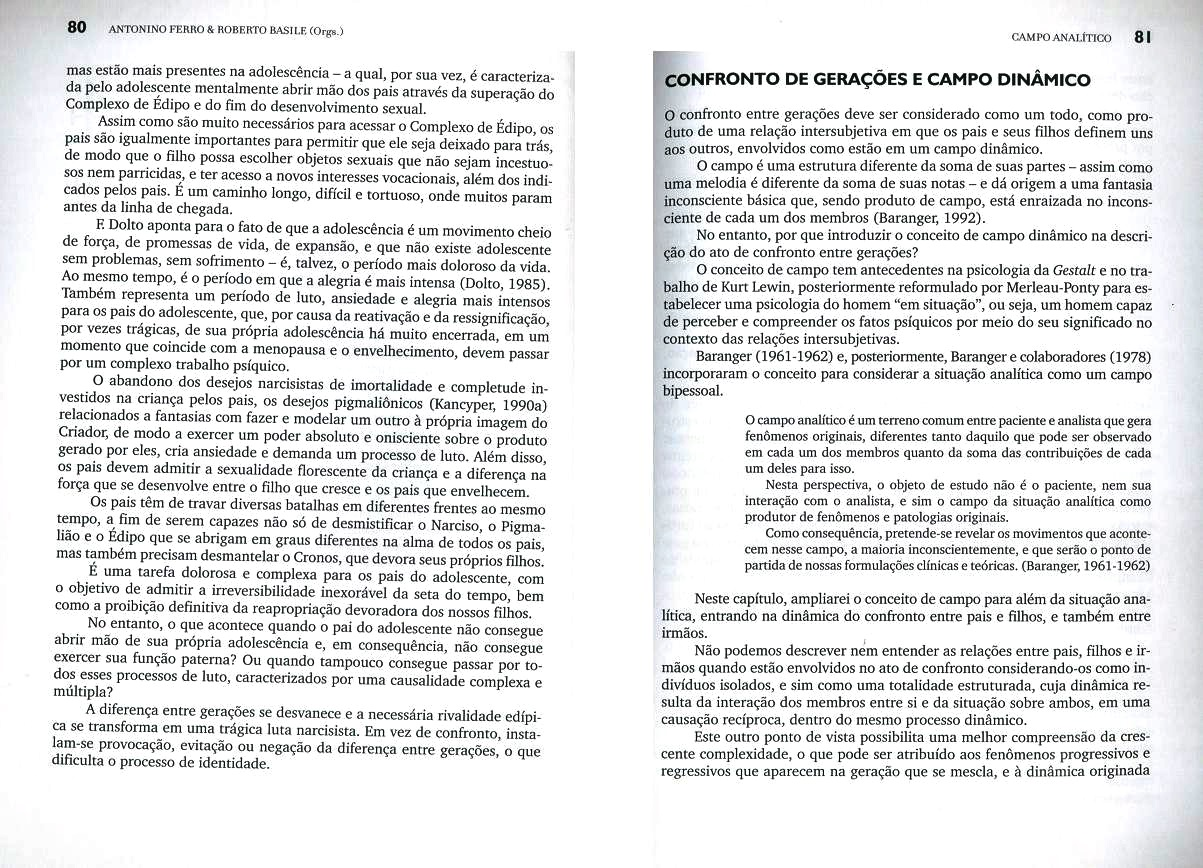 80 ANTONINO FERRO & ROBERTO BASILE (Orgs.)
mas estão mais presentes na adolescência – a qual, por sua vez, é caracteriza-
da pelo adolescente mentalmente abrir mão dos pais através da superação do
Complexo de Édipo e do fim do desenvolvimento sexual.
Assim como são muito necessários para acessar o Complexo de Édipo, os
pais são igualmente importantes para permitir que ele seja deixado para trás,
de modo que o filho possa escolher objetos sexuais que não sejam incestuo-
sos nem parricidas, e ter acesso a novos interesses vocacionais, além dos indi-
cados pelos pais. É um caminho longo, difícil e tortuoso, onde muitos param
antes da linha de chegada.
F. Dolto aponta para o fato de que a adolescência é um movimento cheio
de força, de promessas de vida, de expansão, e que não existe adolescente
sem problemas, sem sofrimento – é, talvez, o período mais doloroso da vida.
Ao mesmo tempo, é o período em que a alegria é mais intensa (Dolto, 1985).
Também representa um período de luto, ansiedade e alegria mais intensos
para os pais do adolescente, que, por causa da reativação e da ressignificação,
por vezes trágicas, de sua própria adolescência há muito encerrada, em um
momento que coincide com a menopausa e o envelhecimento, devem passar
por um complexo trabalho psíquico.
O abandono dos desejos narcisistas de imortalidade e completude in-
vestidos na criança pelos pais, os desejos pigmaliônicos (Kancyper, 1990a)
relacionados a fantasias com fazer e modelar um outro à própria imagem do
Criador, de modo a exercer um poder absoluto e onisciente sobre o produto
gerado por eles, cria ansiedade e demanda um processo de luto. Além disso,
os pais devem admitir a sexualidade florescente da criança e a diferença na
força que se desenvolve entre o filho que cresce e os pais que envelhecem.
Os pais têm de travar diversas batalhas em diferentes frentes ao mesmo
tempo, a fim de serem capazes não só de desmistificar o Narciso, o Pigma-
lião e o Édipo que se abrigam em graus diferentes na alma de todos os pais,
mas também precisam desmantelar o Cronos, que devora seus próprios filhos.
É uma tarefa dolorosa e complexa para os pais do adolescente, com
o objetivo de admitir a irreversibilidade inexorável da seta do tempo, bem
como a proibição definitiva da reapropriação devoradora dos nossos filhos.
No entanto, o que acontece quando o pai do adolescente não consegue
abrir mão de sua própria adolescência e, em consequência, não consegue
exercer sua função paterna? Ou quando tampouco consegue passar por to-
dos esses processos de luto, caracterizados por uma causalidade complexa e
múltipla?
A diferença entre gerações se desvanece e a necessária rivalidade edípi-
ca se transforma em uma trágica luta narcisista. Em vez de confronto, insta-
lam-se provocação, evitação ou negação da diferença entre gerações, o que
dificulta o processo de identidade.
CAMPO ANALÍTICO 81
CONFRONTO DE GERAÇÕES E CAMPO DINÂMICO
O confronto entre gerações deve ser considerado como um todo, como pro-
duto de uma relação intersubjetiva em que os pais e seus filhos definem uns
aos outros, envolvidos como estão em um campo dinâmico.
O campo é uma estrutura diferente da soma de suas partes – assim como
uma melodia é diferente da soma de suas notas – e dá origem a uma fantasia
inconsciente básica que, sendo produto de campo, está enraizada no incons-
ciente de cada um dos membros (Baranger, 1992).
No entanto, por que introduzir o conceito de campo dinâmico na descri-
ção do ato de confronto entre gerações?
O conceito de campo tem antecedentes na psicologia da Gestalt e no tra-
balho de Kurt Lewin, posteriormente reformulado por Merleau-Ponty para es-
tabelecer uma psicologia do homem “em situação”, ou seja, um homem capaz
de perceber e compreender os fatos psíquicos por meio do seu significado no
contexto das relações intersubjetivas.
Baranger (1961-1962) e, posteriormente, Baranger e colaboradores (1978)
incorporaram o conceito para considerar a situação analítica como um campo
bipessoal.
O campo analítico é um terreno comum entre paciente e analista que gera
fenômenos originais, diferentes tanto daquilo que pode ser observado
em cada um dos membros quanto da soma das contribuições de cada
um deles para isso.
Nesta perspectiva, o objeto de estudo não é o paciente, nem sua
interação com o analista, e sim o campo da situação analítica como
produtor de fenômenos e patologias originais.
Como consequência, pretende-se revelar os movimentos que aconte-
cem nesse campo, a maioria inconscientemente, e que serão o ponto de
partida de nossas formulações clínicas e teóricas. (Baranger, 1961-1962)
Neste capítulo, ampliarei o conceito de campo para além da situação ana-
lítica, entrando na dinâmica do confronto entre pais e filhos, e também entre
irmãos.
Não podemos descrever nem entender as relações entre pais, filhos e ir-
mãos quando estão envolvidos no ato de confronto considerando-os como in-
divíduos isolados, e sim como uma totalidade estruturada, cuja dinâmica re-
sulta da interação dos membros entre si e da situação sobre ambos, em uma
causação recíproca, dentro do mesmo processo dinâmico.
Este outro ponto de vista possibilita uma melhor compreensão da cres-
cente complexidade, o que pode ser atribuído aos fenômenos progressivos e
regressivos que aparecem na geração que se mescla, e à dinâmica originada